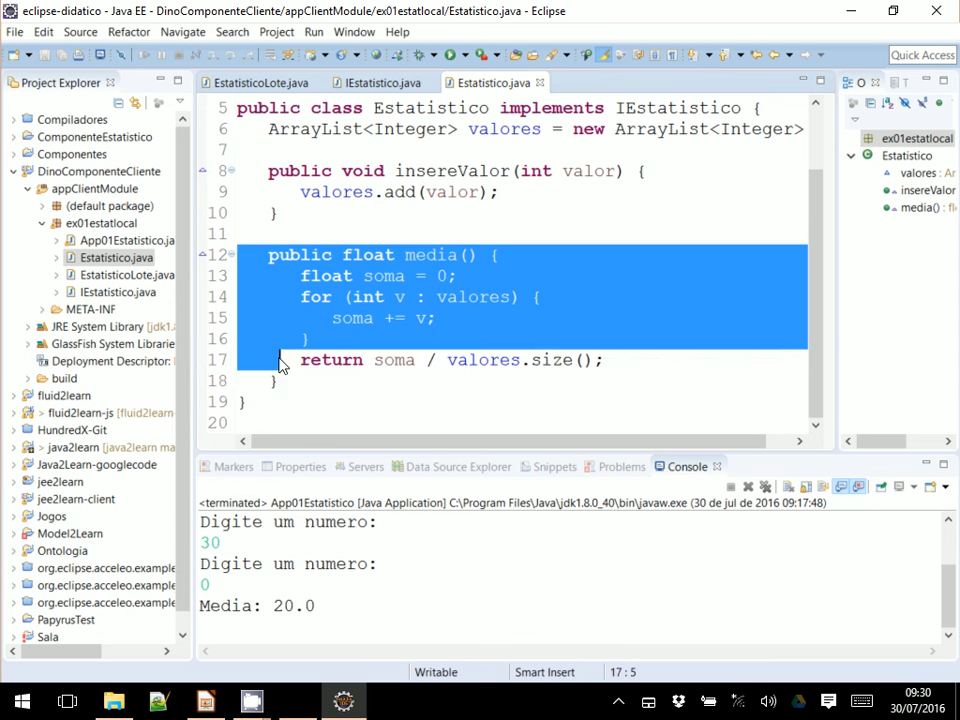 eclipse-didatico - Java EE - DinoComponenteCliente/appClientModule/ex01estatlocal/Estatistico.java - Eclipse
File Edit Source Refactor Navigate Search Project Run Window Help
Quick Access
Project Explorer
EstatisticoLote.java
IEstatistico.java
Estatistico.java
O
T
Compiladores
ComponenteEstatistico
Componentes
DinoComponenteCliente
appClientModule
(default package)
ex01estatlocal
App01Estatistico.ja
Estatistico.java
EstatisticoLote.java
IEstatistico.java
META-INF
JRE System Library [jdk1.
GlassFish System Library
Deployment Descriptor:
build
fluid2learn
> fluid2learn-js [fluid2lear
HundredX-Git
> java2learn [java2learn ma
Java2Learn-googlecode
jee2learn
jee2learn-client
Jogos
Model2Learn
Ontologia
org.eclipse.acceleo.example
org.eclipse.acceleo.example
org.eclipse.acceleo.example
PapyrusTest
Sala
5 public class Estatistico implements IEstatistico {
6 ArrayList<Integer> valores = new ArrayList<Integer>
7
8 public void insereValor(int valor) {
9 valores.add(valor);
10 }
11
12 public float media() {
13 float soma = 0;
14 for (int v : valores) {
15 soma += v;
16 }
17 return soma / valores.size();
18 }
19 }
20
ex01estatlocal
Estatistico
valores : Ar
insereValor
media() : fl
Markers Properties Servers Data Source Explorer Snippets Problems Console
<terminated> App01Estatistico [Java Application] C:\Program Files\Java\jdk1.8.0_40\bin\javaw.exe (30 de jul de 2016 09:17:48)
Digite um numero:
30
Digite um numero:
0
Media: 20.0
Writable Smart Insert 17 : 5
09:30
30/07/2016